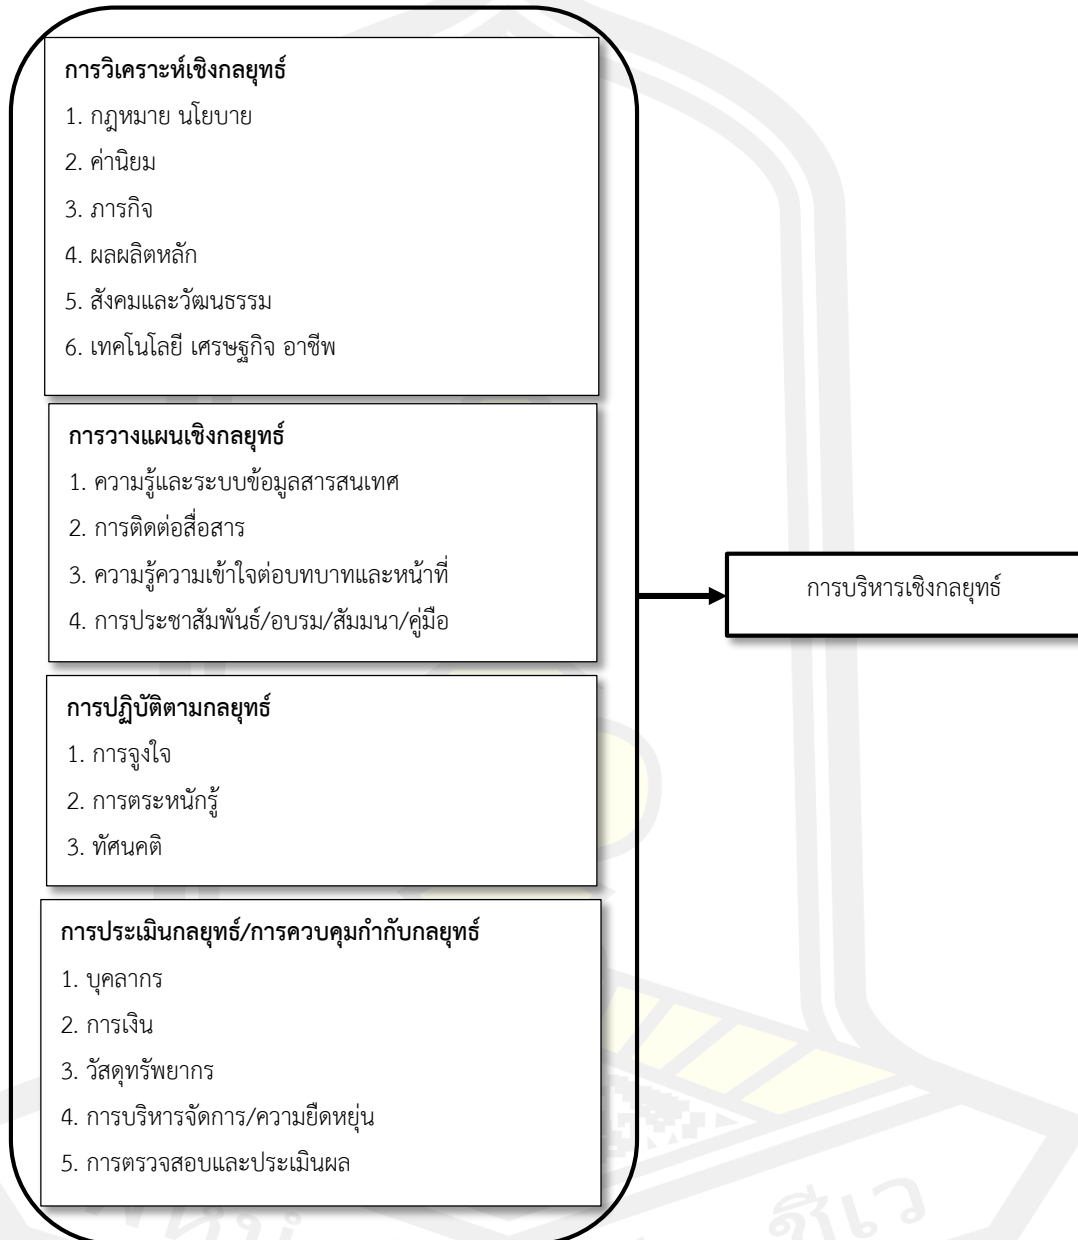 การวิเคราะห์เชิงกลยุทธ์
1. กฎหมาย นโยบาย
2. ค่านิยม
3. ภารกิจ
4. ผลผลิตหลัก
5. สังคมและวัฒนธรรม
6. เทคโนโลยี เศรษฐกิจ อาชีพ
การวางแผนเชิงกลยุทธ์
1. ความรู้และระบบข้อมูลสารสนเทศ
2. การติดต่อสื่อสาร
3. ความรู้ความเข้าใจต่อบทบาทและหน้าที่
4. การประชาสัมพันธ์/อบรม/สัมมนา/คู่มือ
การปฏิบัติตามกลยุทธ์
1. การจูงใจ
2. การตระหนักรู้
3. ทัศนคติ
การประเมินกลยุทธ์/การควบคุมกำกับกลยุทธ์
1. บุคลากร
2. การเงิน
3. วัสดุทรัพยากร
4. การบริหารจัดการ/ความยืดหยุ่น
5. การตรวจสอบและประเมินผล
การบริหารเชิงกลยุทธ์
ชีเว